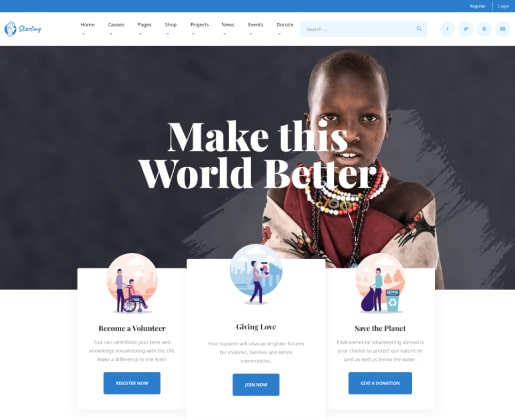 Register Login
Sterling Home Causes Pages Shop Projects News Events Donate Search ...
Make this
World Better
Become a Volunteer
You can contribute your time and
knowledge volunteering with the elit.
Make a difference to the lives!
REGISTER NOW
Giving Love
Your support will unwrap brighter futures
for children, families and entire
communities.
JOIN NOW
Save the Planet
Environmental volunteering abroad is
your chance to protect our nature on
land as well as below the water.
GIVE A DONATION